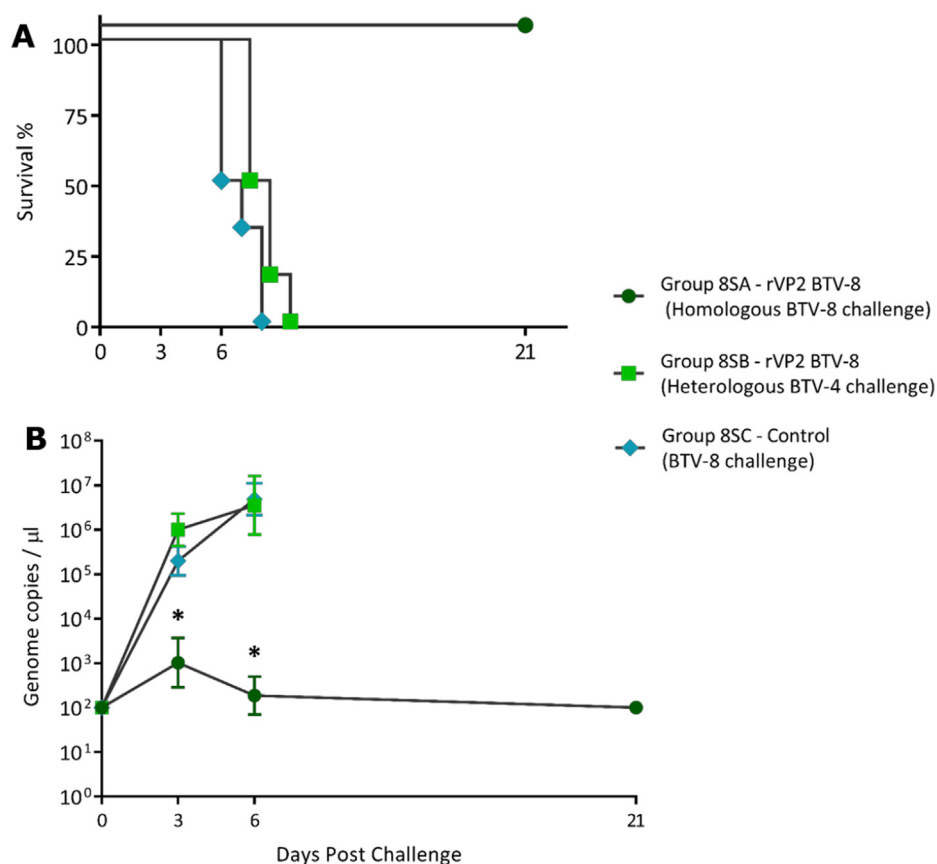 A
100
75
50
25
0
Survival %
0 3 6 21
Group 8SA - rVP2 BTV-8
(Homologous BTV-8 challenge)
Group 8SB - rVP2 BTV-8
(Heterologous BTV-4 challenge)
Group 8SC - Control
(BTV-8 challenge)
B
10⁸
10⁷
10⁶
10⁵
10⁴
10³
10²
10¹
10⁰
Genome copies / µl
* *
0 3 6 21
Days Post Challenge